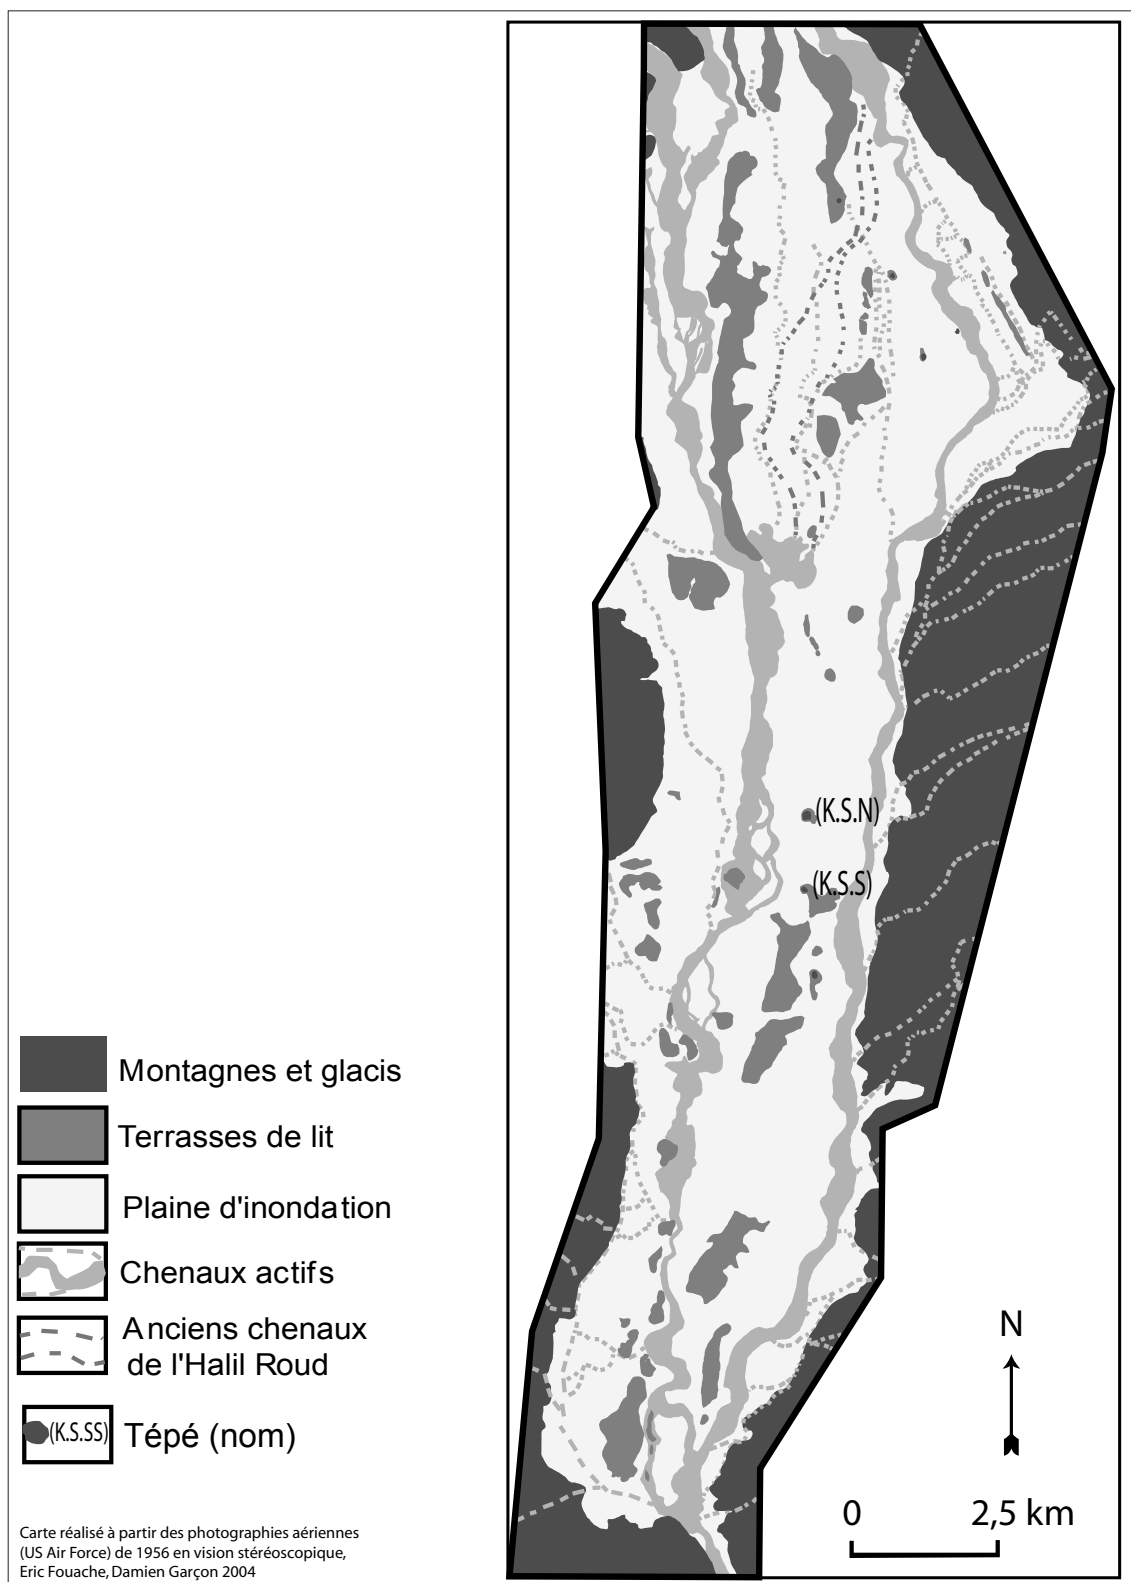 (K.S.N)
(K.S.S)
Montagnes et glacis
Terrasses de lit
Plaine d'inondation
Chenaux actifs
Anciens chenaux
de l'Halil Roud
(K.S.SS) Tépé (nom)
N
0 2,5 km
Carte réalisé à partir des photographies aériennes
(US Air Force) de 1956 en vision stéréoscopique,
Eric Fouache, Damien Garçon 2004